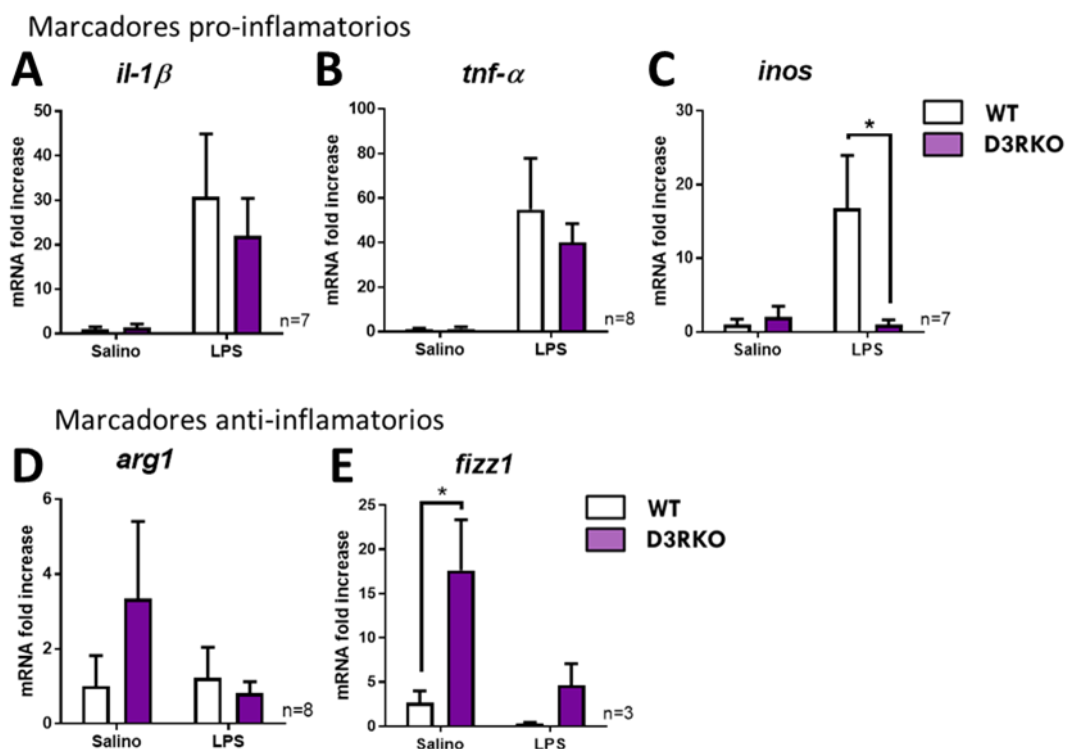 Marcadores pro-inflamatorios
A
il-1β
50
40
30
20
10
0
mRNA fold increase
Salino
LPS
n=7
B
tnf-α
100
80
60
40
20
0
mRNA fold increase
Salino
LPS
n=8
C
inos
30
20
10
0
mRNA fold increase
*
Salino
LPS
n=7
WT
D3RKO
Marcadores anti-inflamatorios
D
arg1
6
4
2
0
mRNA fold increase
Salino
LPS
n=8
E
fizz1
25
20
15
10
5
0
mRNA fold increase
*
Salino
LPS
n=3
WT
D3RKO